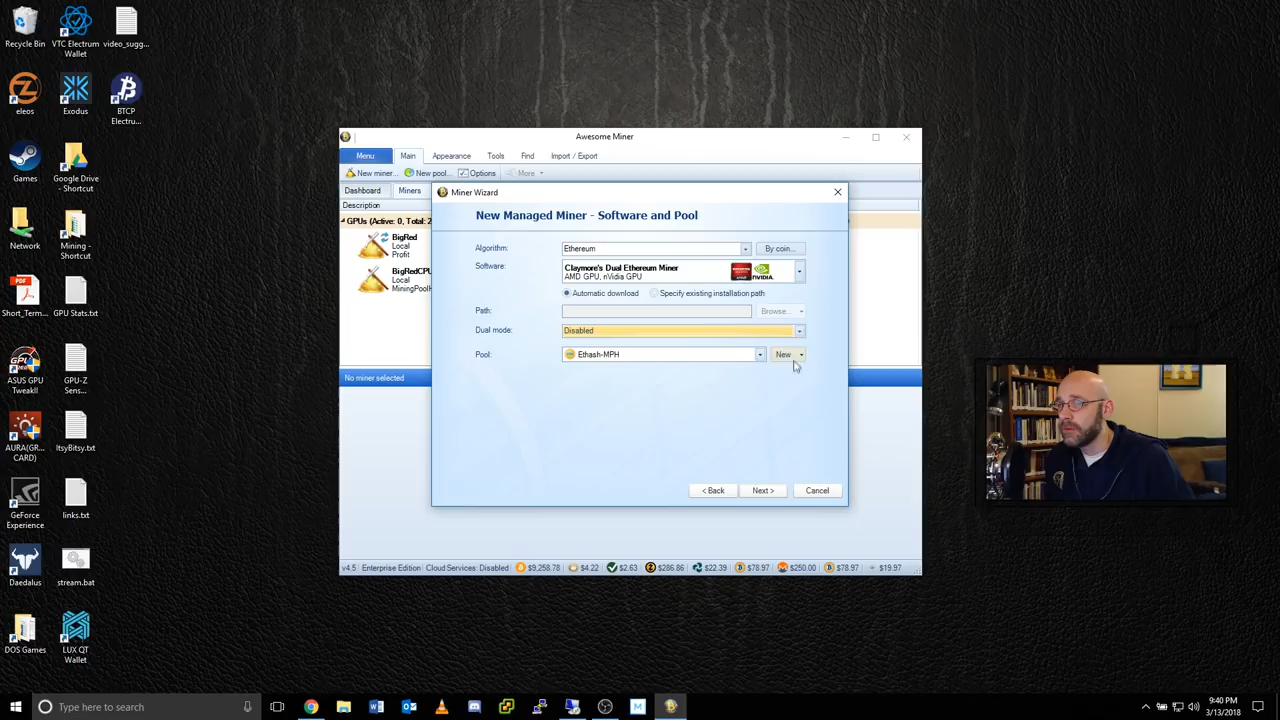 Recycle Bin
VTC Electrum Wallet
video_sugg...
eleos
Exodus
BTCP Electru...
Games
Google Drive - Shortcut
Network
Mining - Shortcut
PDF
Short_Term...
GPU Stats.txt
ASUS GPU TweakII
GPU-Z Sensor ...
AURA(GR... CARD)
ItsyBitsy.txt
GeForce Experience
links.txt
Daedalus
stream.bat
DOS Games
LUX QT Wallet
Awesome Miner
Menu Main Appearance Tools Find Import / Export
New miner... New pool... Options More
Dashboard Miners
Description
GPUs (Active: 0, Total: 2
BigRed
Local
Profit
BigRedCPU
Local
MiningPoolH
No miner selected
Miner Wizard
New Managed Miner - Software and Pool
Algorithm: Ethereum By coin...
Software: Claymore's Dual Ethereum Miner
AMD GPU, nVidia GPU
NVIDIA
Automatic download Specify existing installation path
Path: Browse...
Dual mode: Disabled
Pool: Ethash-MPH New
< Back Next > Cancel
v4.5 Enterprise Edition Cloud Services: Disabled $9,258.78 $4.22 $2.63 $286.86 $22.39 $78.97 $250.00 $78.97 $19.97
Type here to search
9:40 PM
3/13/2018